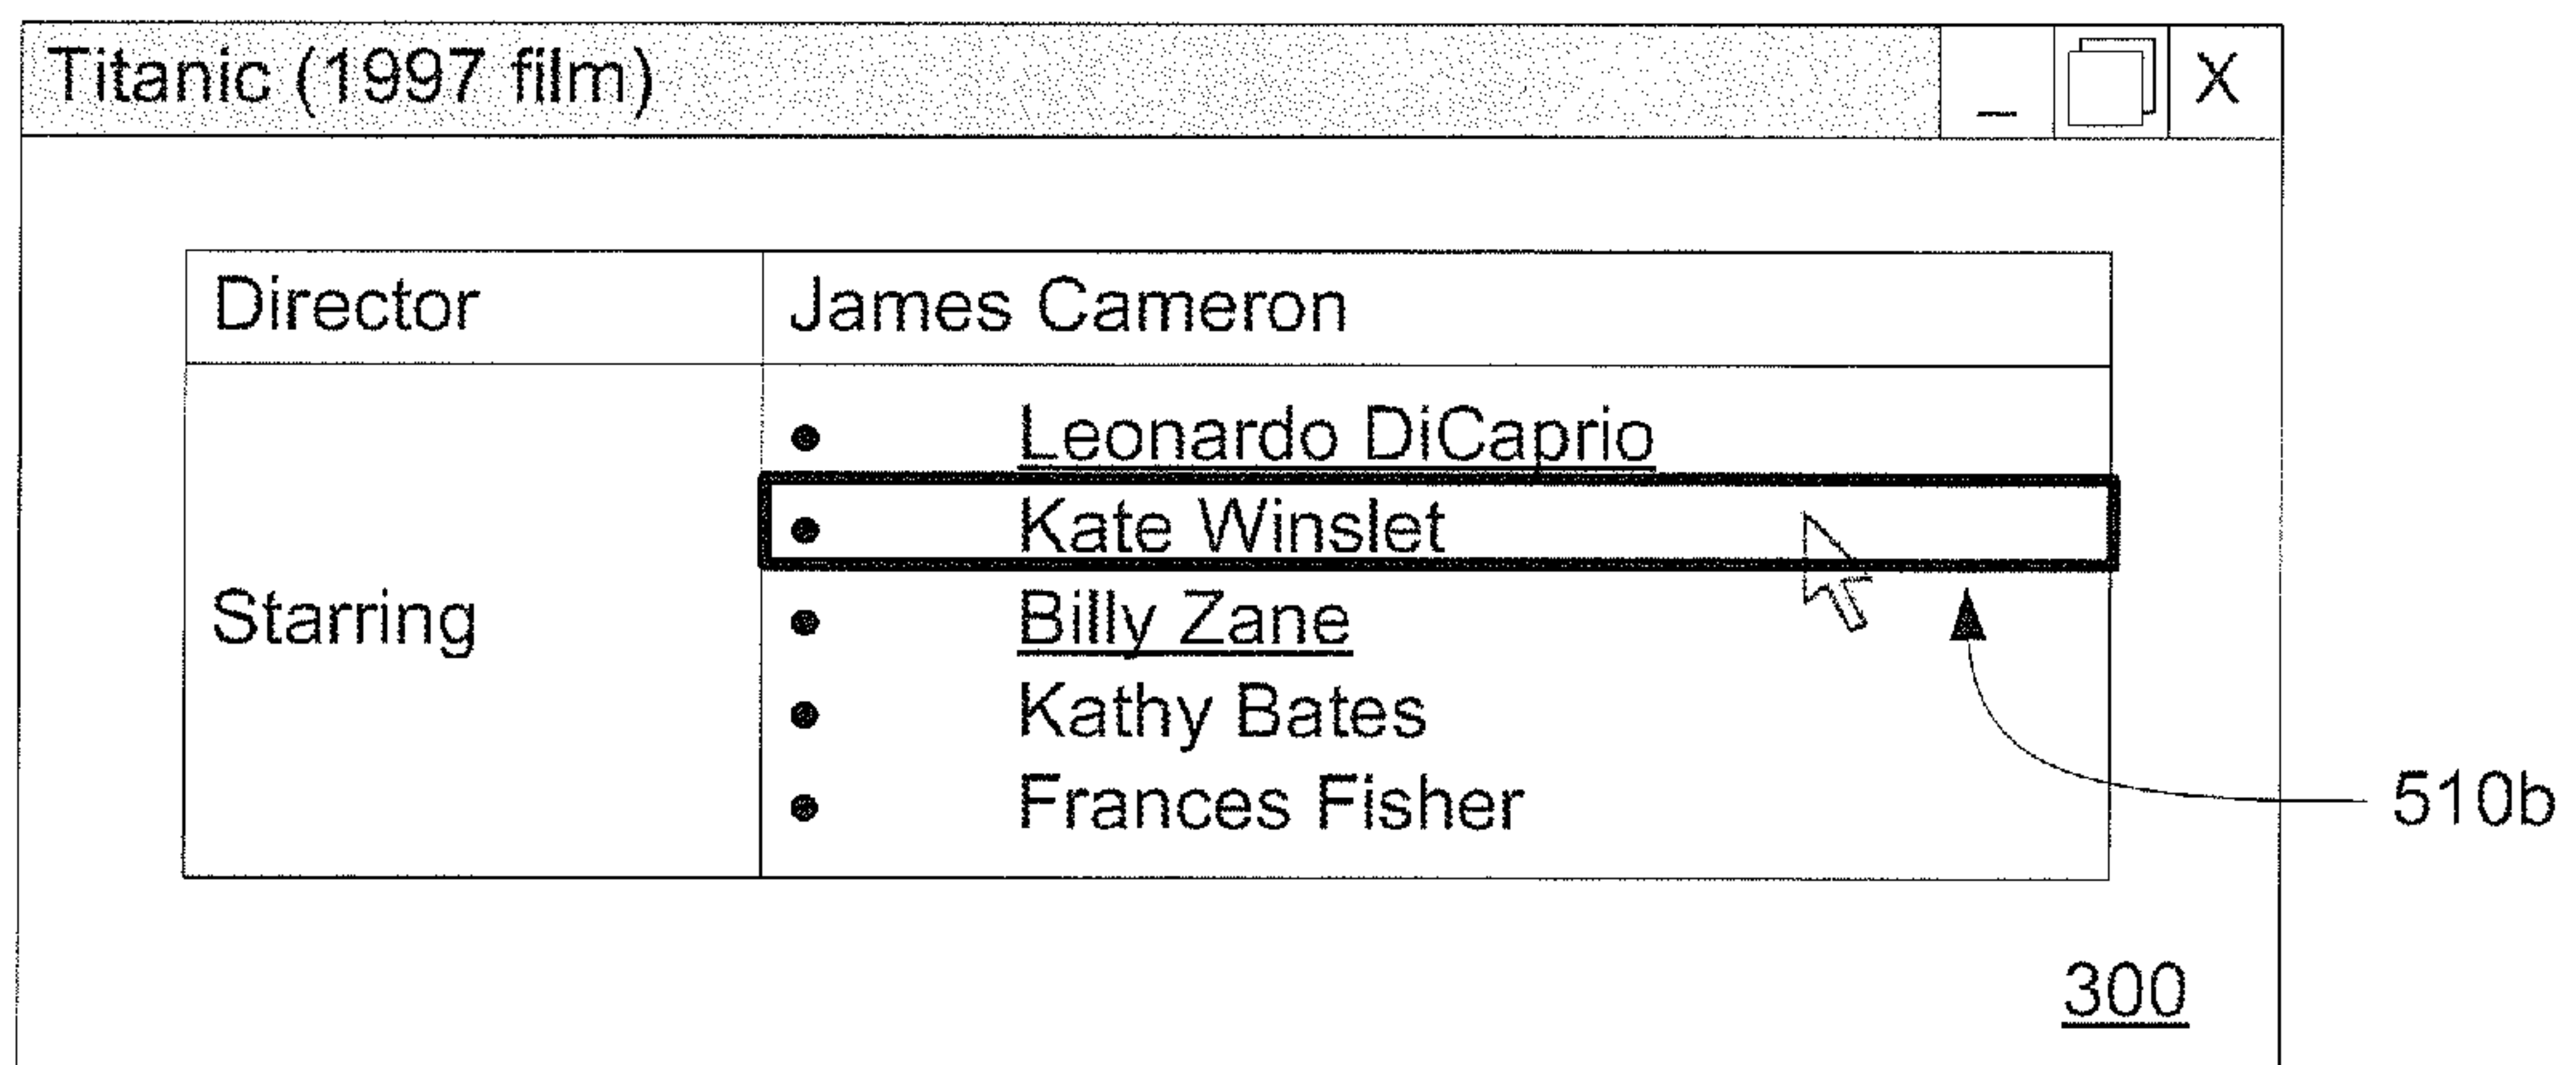 Titanic (1997 film) _ X
Director James Cameron
• Leonardo DiCaprio
• Kate Winslet
Starring • Billy Zane
• Kathy Bates
• Frances Fisher
510b
300